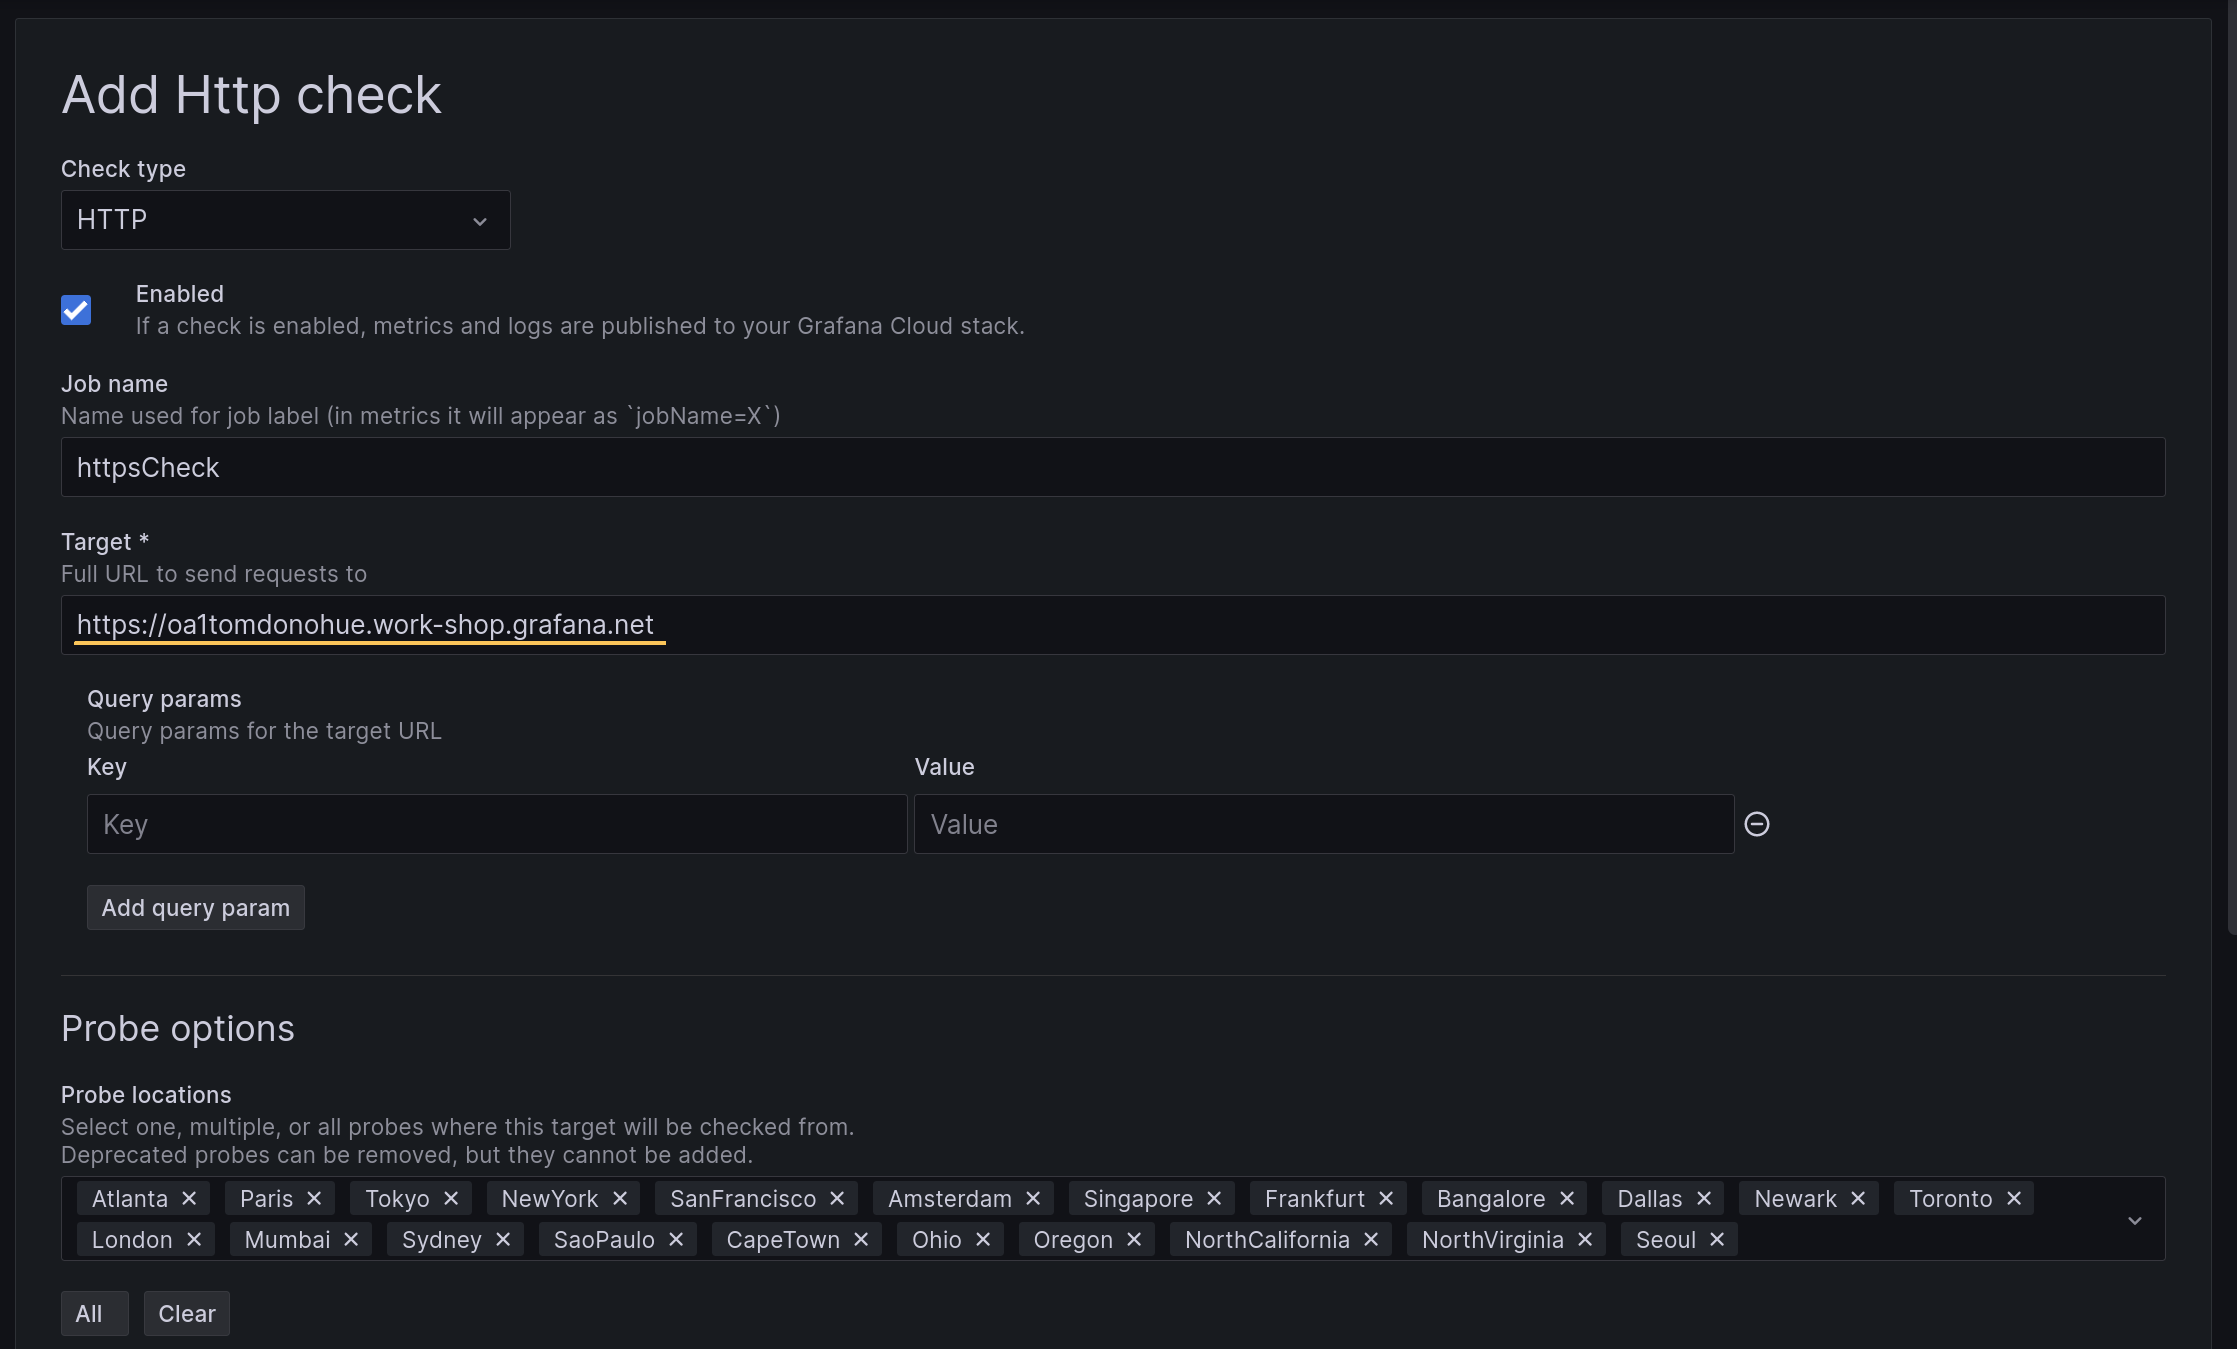 Add Http check
Check type
HTTP
Enabled
If a check is enabled, metrics and logs are published to your Grafana Cloud stack.
Job name
Name used for job label (in metrics it will appear as `jobName=X`)
httpsCheck
Target *
Full URL to send requests to
https://oa1tomdonohue.work-shop.grafana.net
Query params
Query params for the target URL
Key Value
Key Value
Add query param
Probe options
Probe locations
Select one, multiple, or all probes where this target will be checked from.
Deprecated probes can be removed, but they cannot be added.
Atlanta Paris Tokyo NewYork SanFrancisco Amsterdam Singapore Frankfurt Bangalore Dallas Newark Toronto
London Mumbai Sydney SaoPaulo CapeTown Ohio Oregon NorthCalifornia NorthVirginia Seoul
All Clear